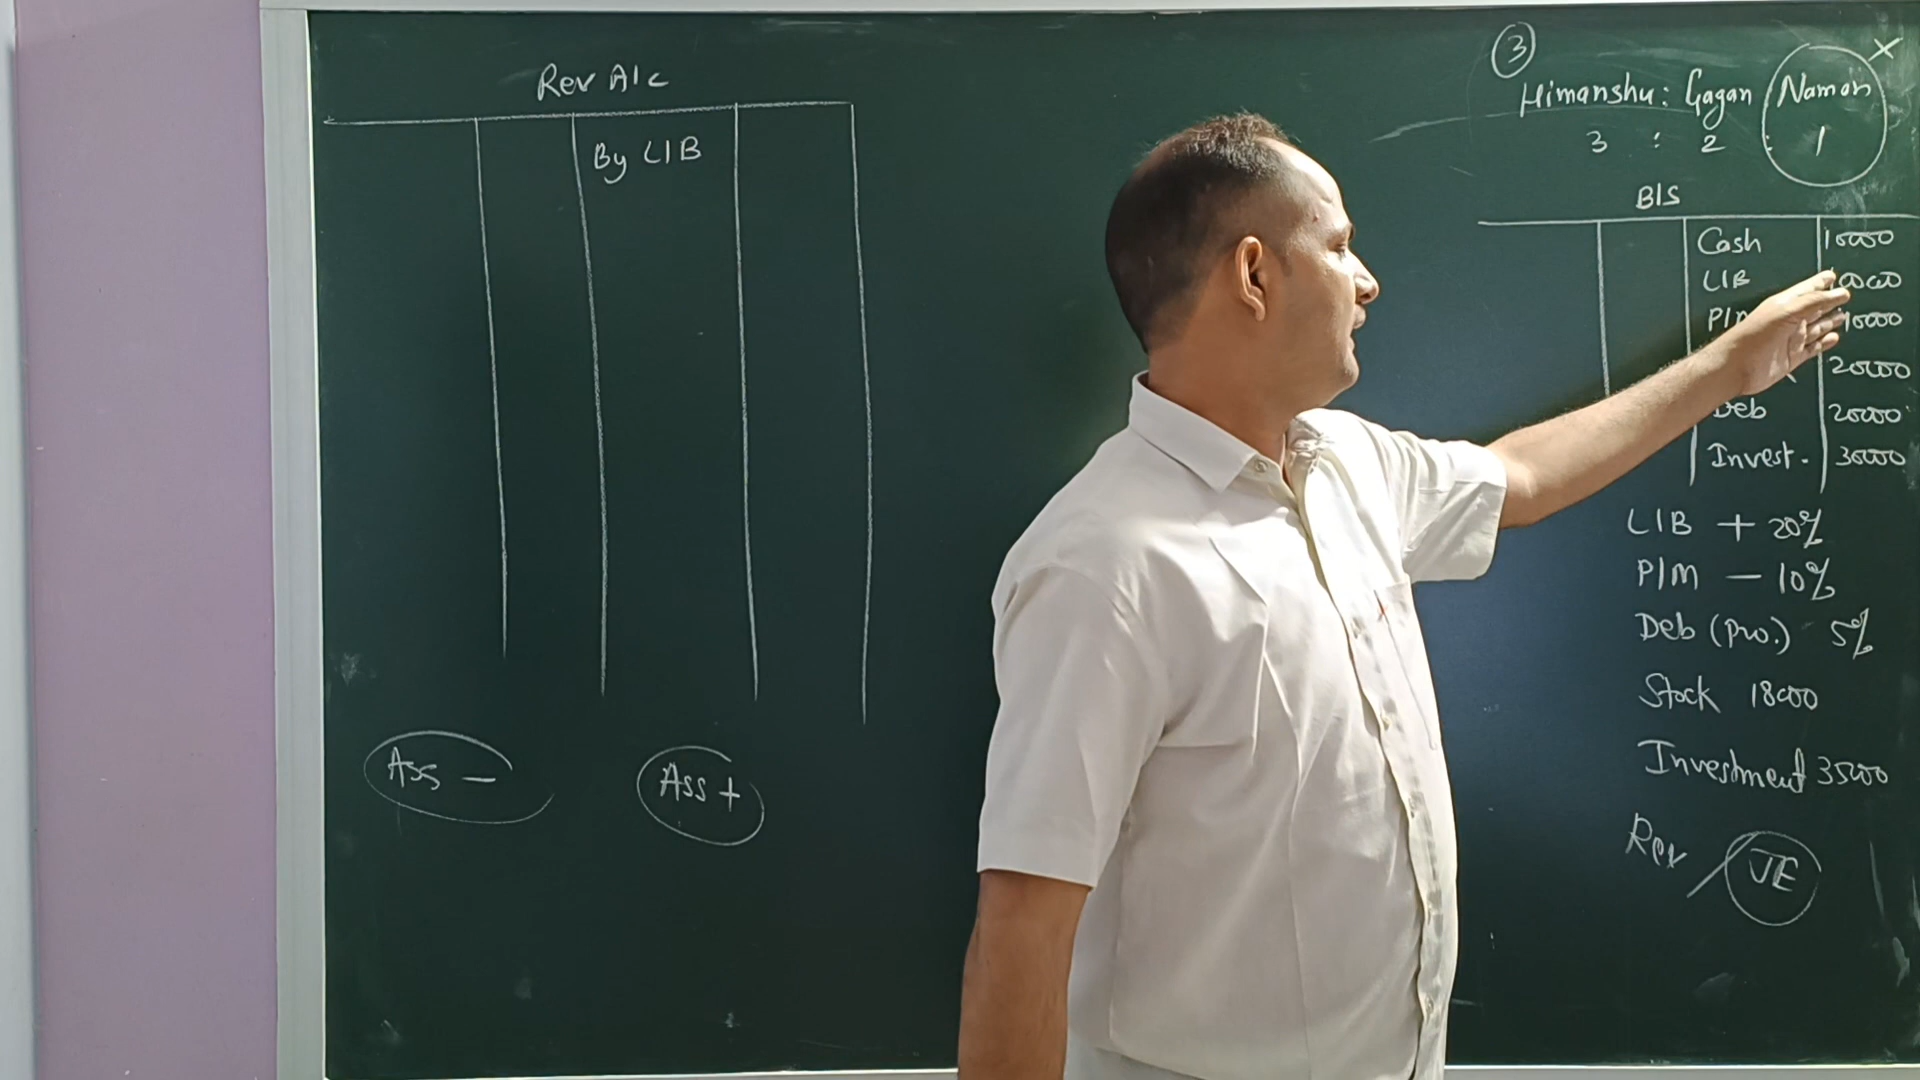 Rev A/c
By L/B
Ass -
Ass +
3
Himanshu : Gagan Naman
3 : 2 : 1
B/S
Cash 10000
L/B
20000
Deb 20000
Invest. 30000
L/B + 20%
P/M - 10%
Deb (pro.) 5%
Stock 18000
Investment 35000
Rev / JE